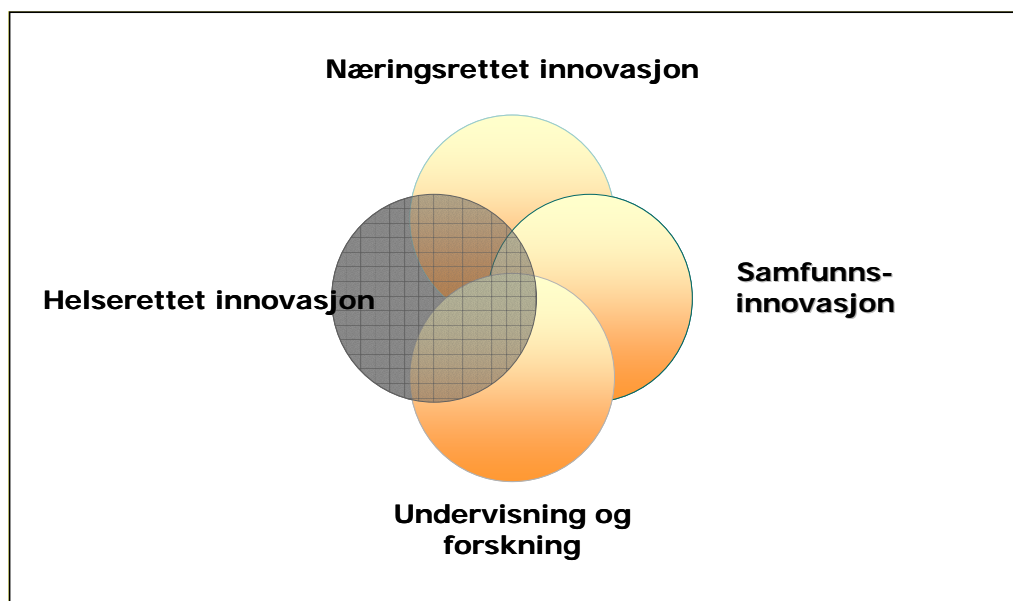 Næringsrettet innovasjon
Helserettet innovasjon
Samfunns-
innovasjon
Undervisning og
forskning